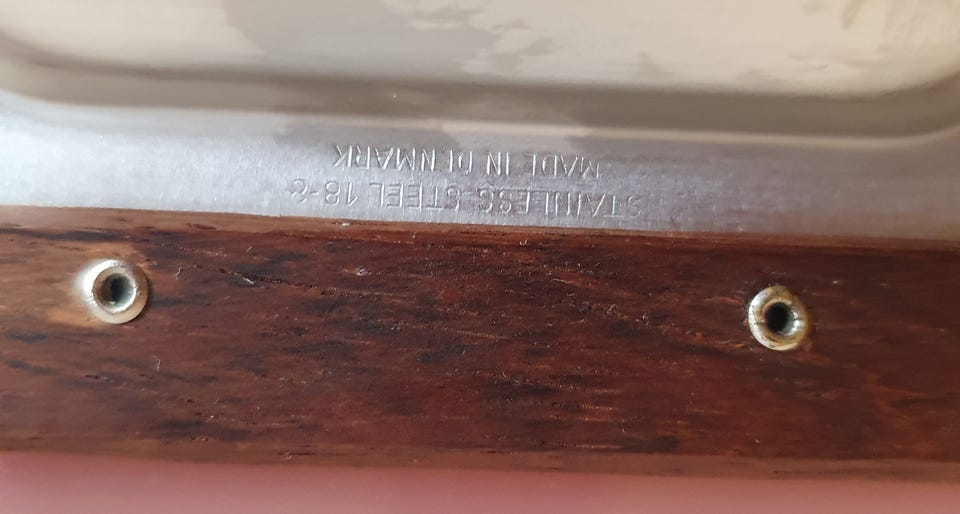 STAINLESS STEEL 18-8
MADE IN DENMARK